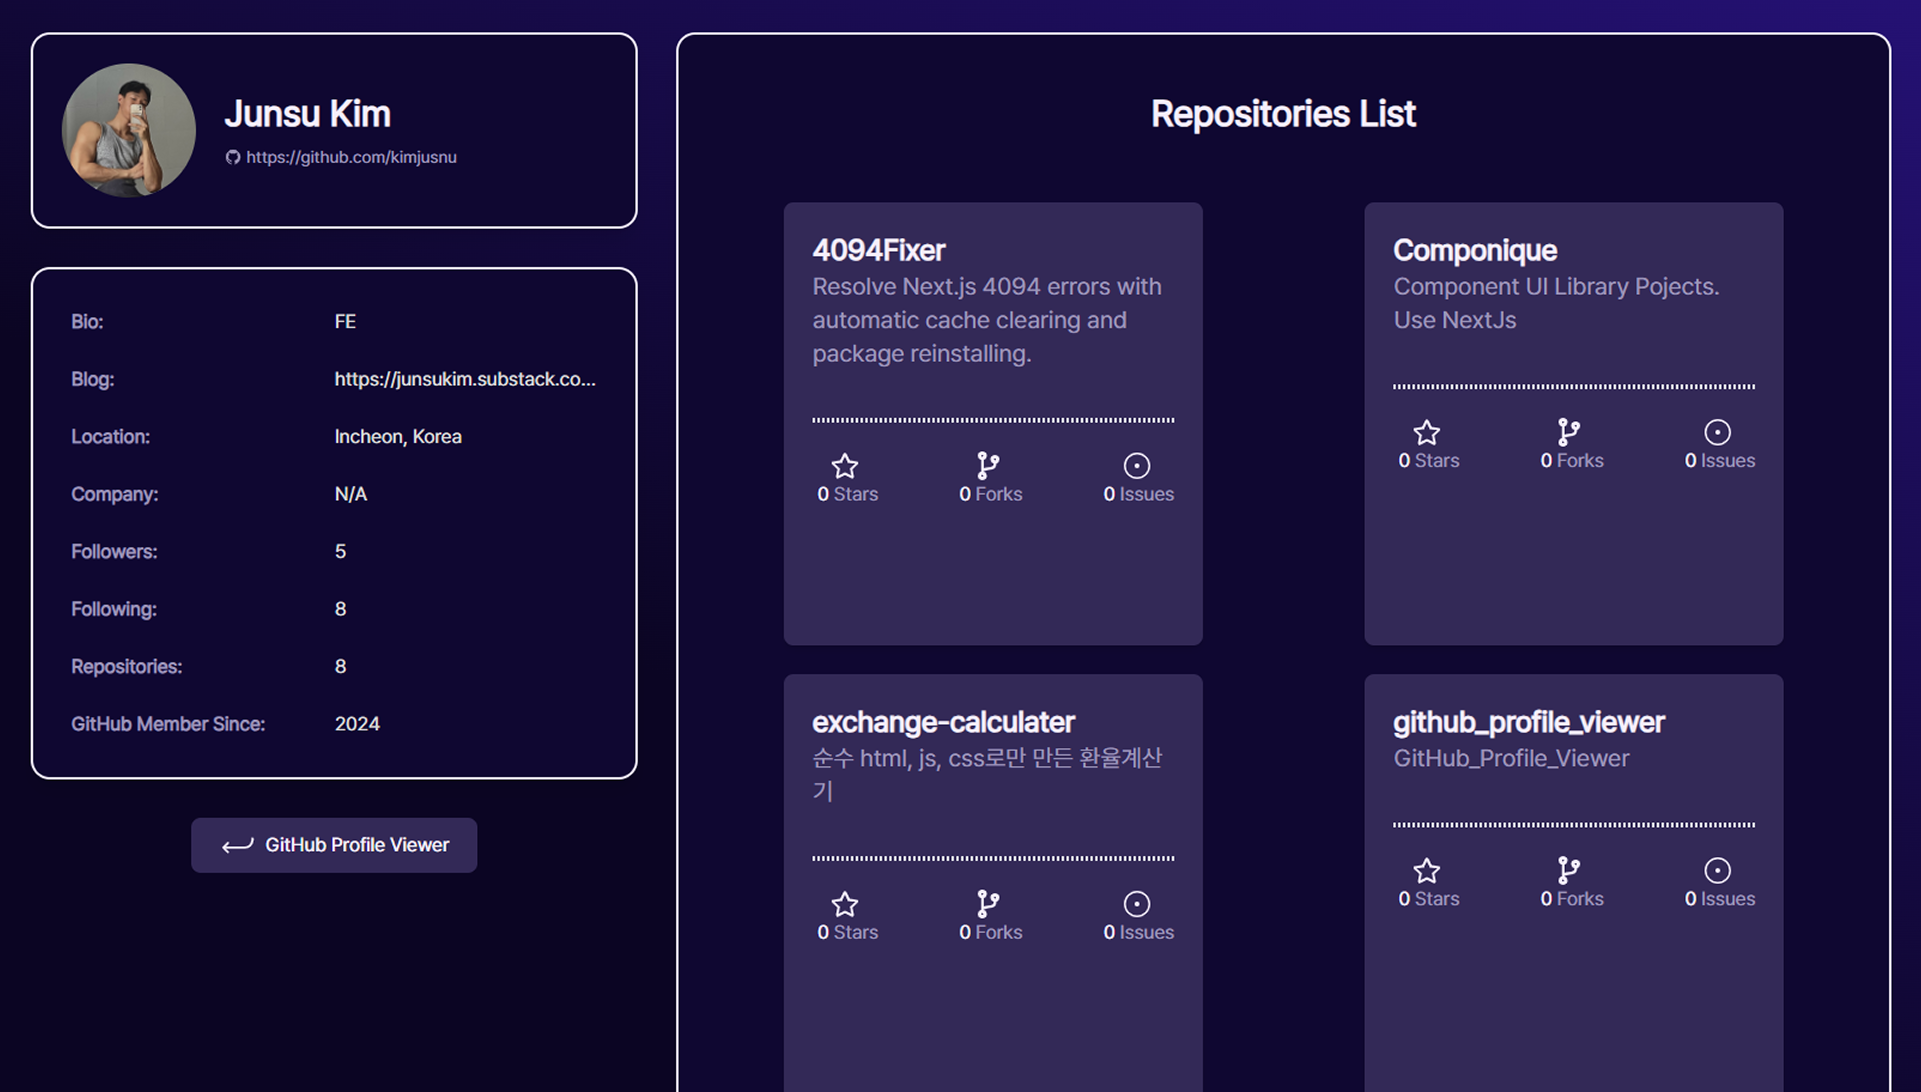 Junsu Kim
https://github.com/kimjusnu
Bio: FE
Blog: https://junsukim.substack.co...
Location: Incheon, Korea
Company: N/A
Followers: 5
Following: 8
Repositories: 8
GitHub Member Since: 2024
GitHub Profile Viewer
Repositories List
4094Fixer
Resolve Next.js 4094 errors with
automatic cache clearing and
package reinstalling.
0 Stars 0 Forks 0 Issues
Componique
Component UI Library Pojects.
Use NextJs
0 Stars 0 Forks 0 Issues
exchange-calculater
순수 html, js, css로만 만든 환율계산
기
0 Stars 0 Forks 0 Issues
github_profile_viewer
GitHub_Profile_Viewer
0 Stars 0 Forks 0 Issues